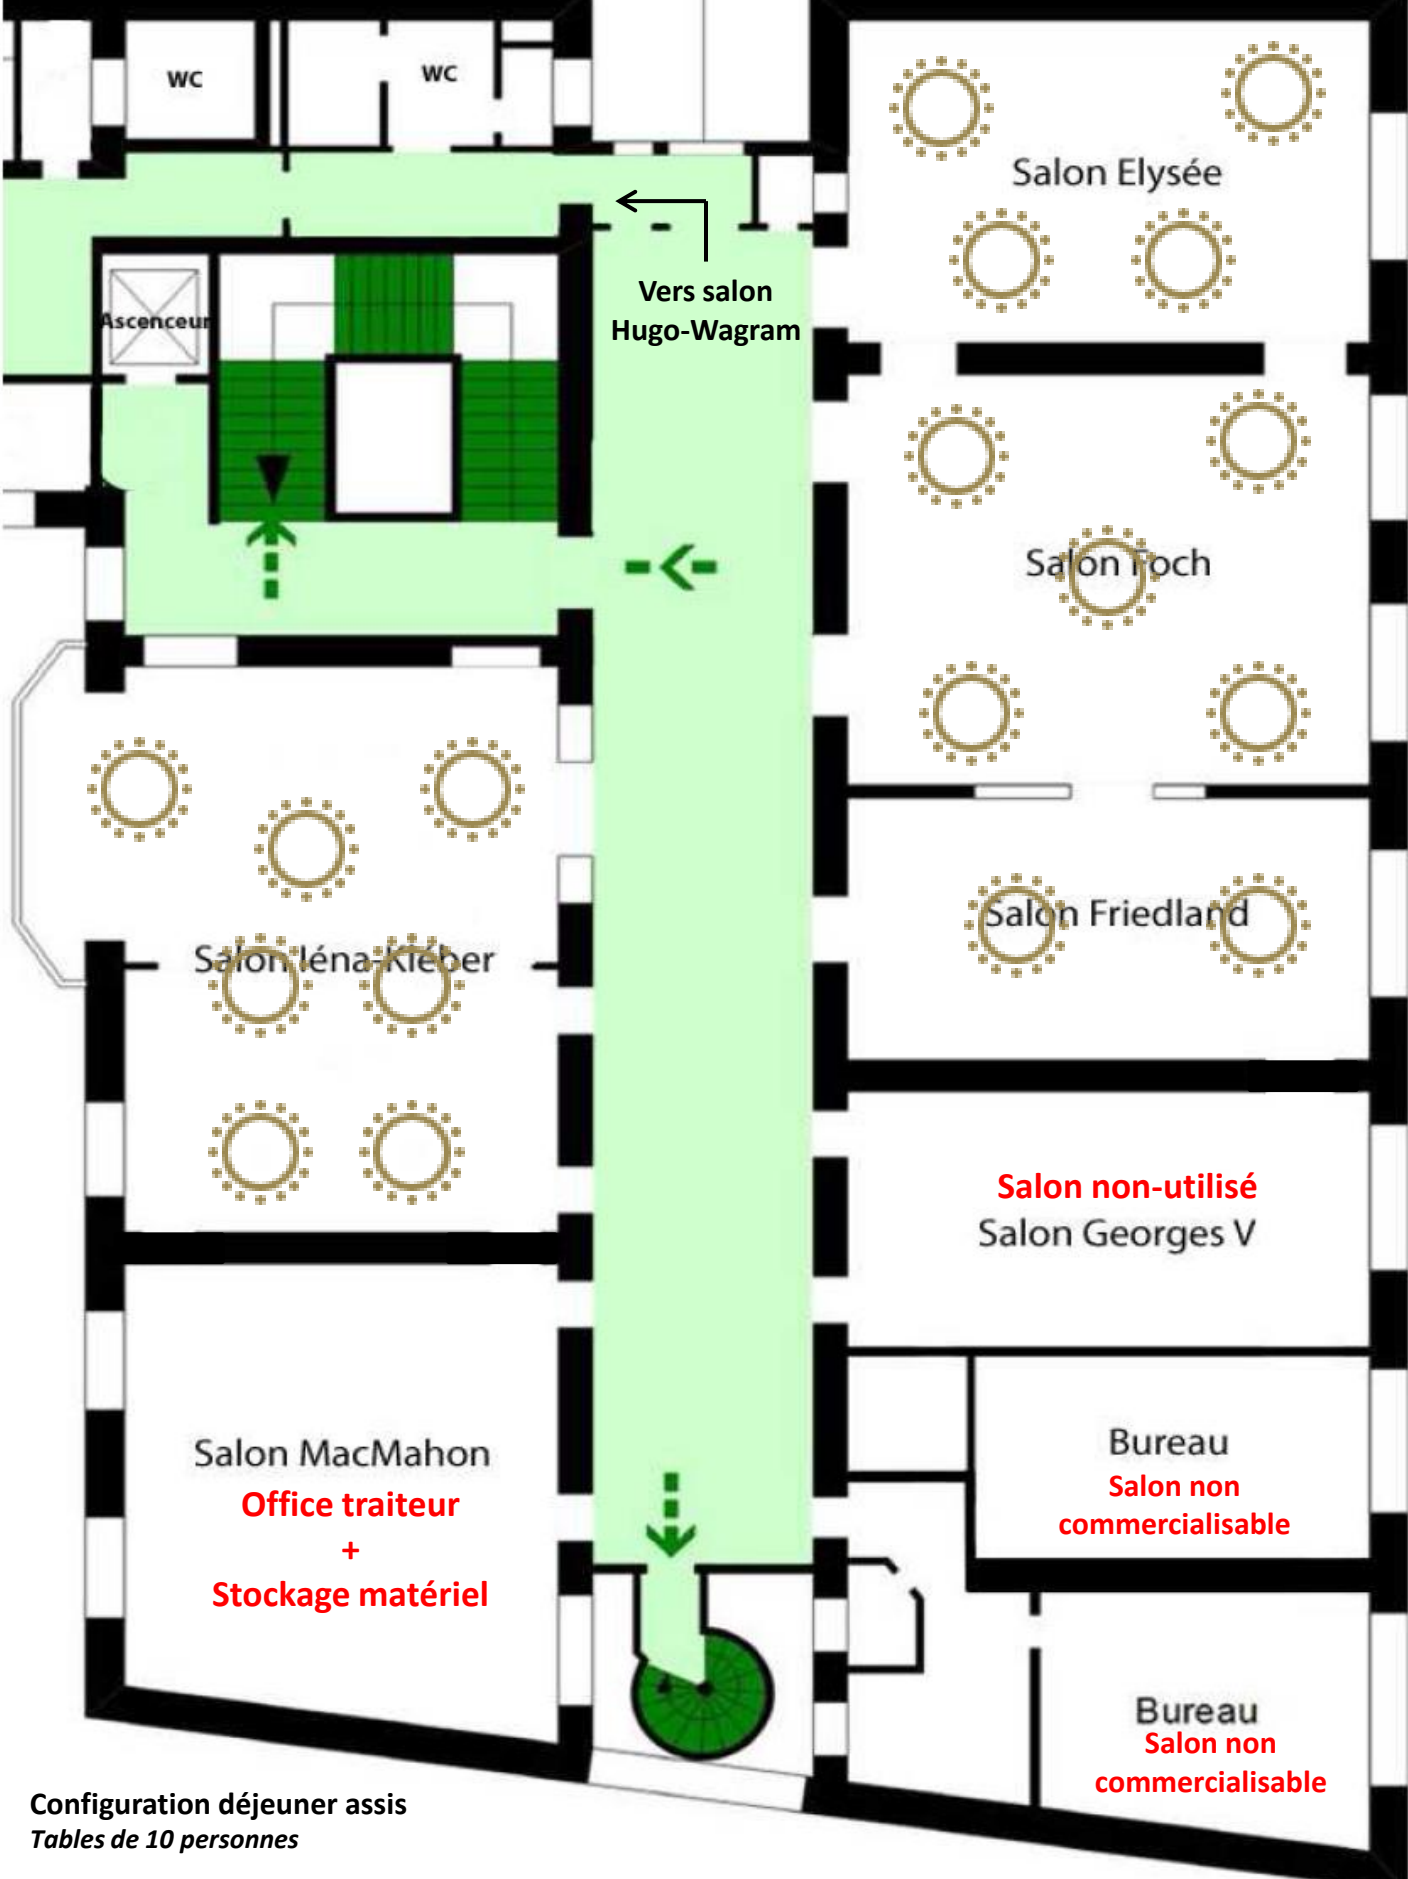 WC
WC
Salon Elysée
Vers salon
Hugo-Wagram
Ascenceur
Salon Foch
Salon Friedland
Salon Iéna-Kléber
Salon non-utilisé
Salon Georges V
Salon MacMahon
Office traiteur
+
Stockage matériel
Bureau
Salon non
commercialisable
Bureau
Salon non
commercialisable
Configuration déjeuner assis
Tables de 10 personnes